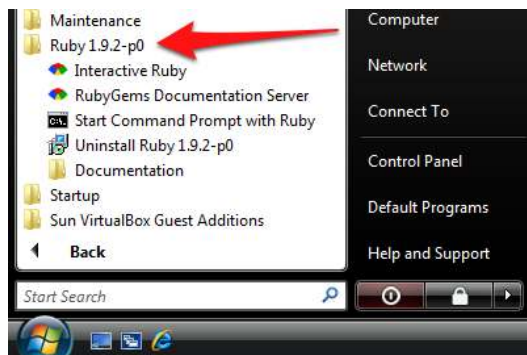 Maintenance
Ruby 1.9.2-p0
Interactive Ruby
RubyGems Documentation Server
Start Command Prompt with Ruby
Uninstall Ruby 1.9.2-p0
Documentation
Startup
Sun VirtualBox Guest Additions
Back
Start Search
Computer
Network
Connect To
Control Panel
Default Programs
Help and Support